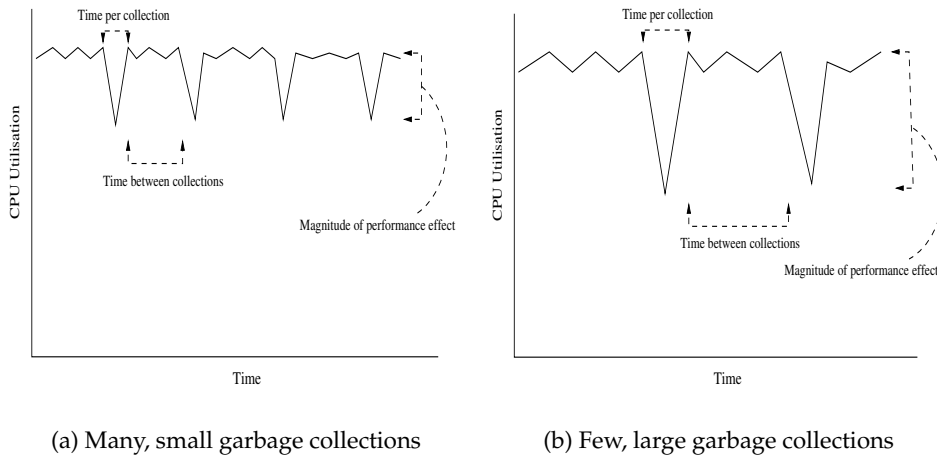 Time per collection
CPU Utilisation
Time between collections
Magnitude of performance effect
Time
(a) Many, small garbage collections
Time per collection
CPU Utilisation
Time between collections
Magnitude of performance effect
Time
(b) Few, large garbage collections